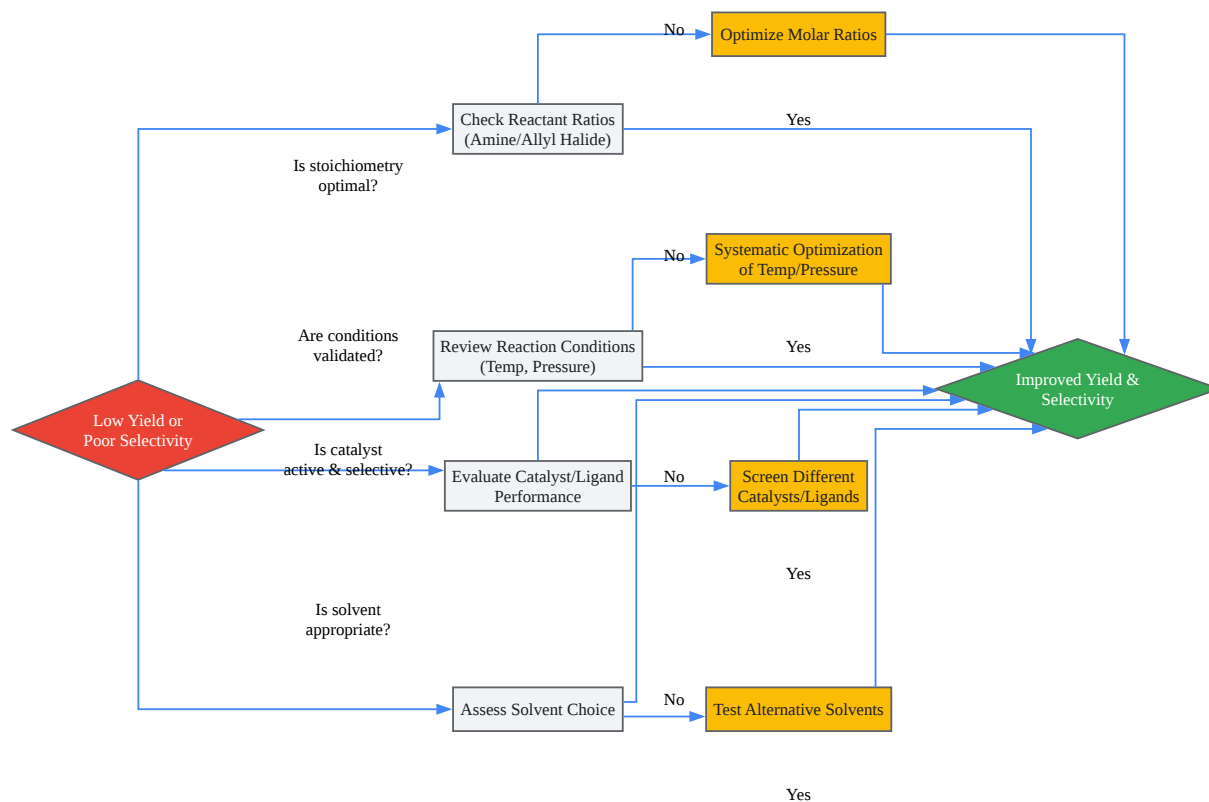 No
Optimize Molar Ratios
Check Reactant Ratios
(Amine/Allyl Halide)
Yes
Is stoichiometry
optimal?
No
Systematic Optimization
of Temp/Pressure
Are conditions
validated?
Review Reaction Conditions
(Temp, Pressure)
Yes
Improved Yield &
Selectivity
Low Yield or
Poor Selectivity
Is catalyst
active & selective?
Evaluate Catalyst/Ligand
Performance
No
Screen Different
Catalysts/Ligands
Yes
Is solvent
appropriate?
Assess Solvent Choice
No
Test Alternative Solvents
Yes